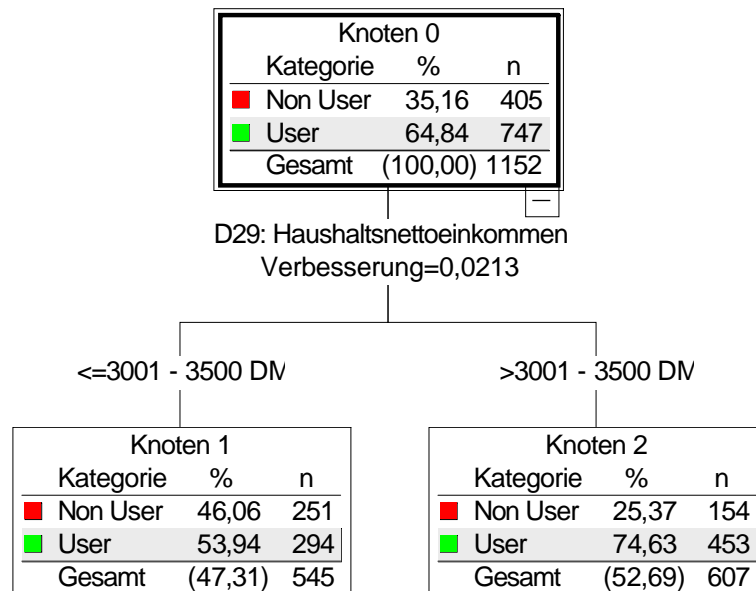 Knoten 0
Kategorie % n
Non User 35,16 405
User 64,84 747
Gesamt (100,00) 1152
D29: Haushaltsnettoeinkommen
Verbesserung=0,0213
<=3001 - 3500 DM
>3001 - 3500 DM
Knoten 1
Kategorie % n
Non User 46,06 251
User 53,94 294
Gesamt (47,31) 545
Knoten 2
Kategorie % n
Non User 25,37 154
User 74,63 453
Gesamt (52,69) 607